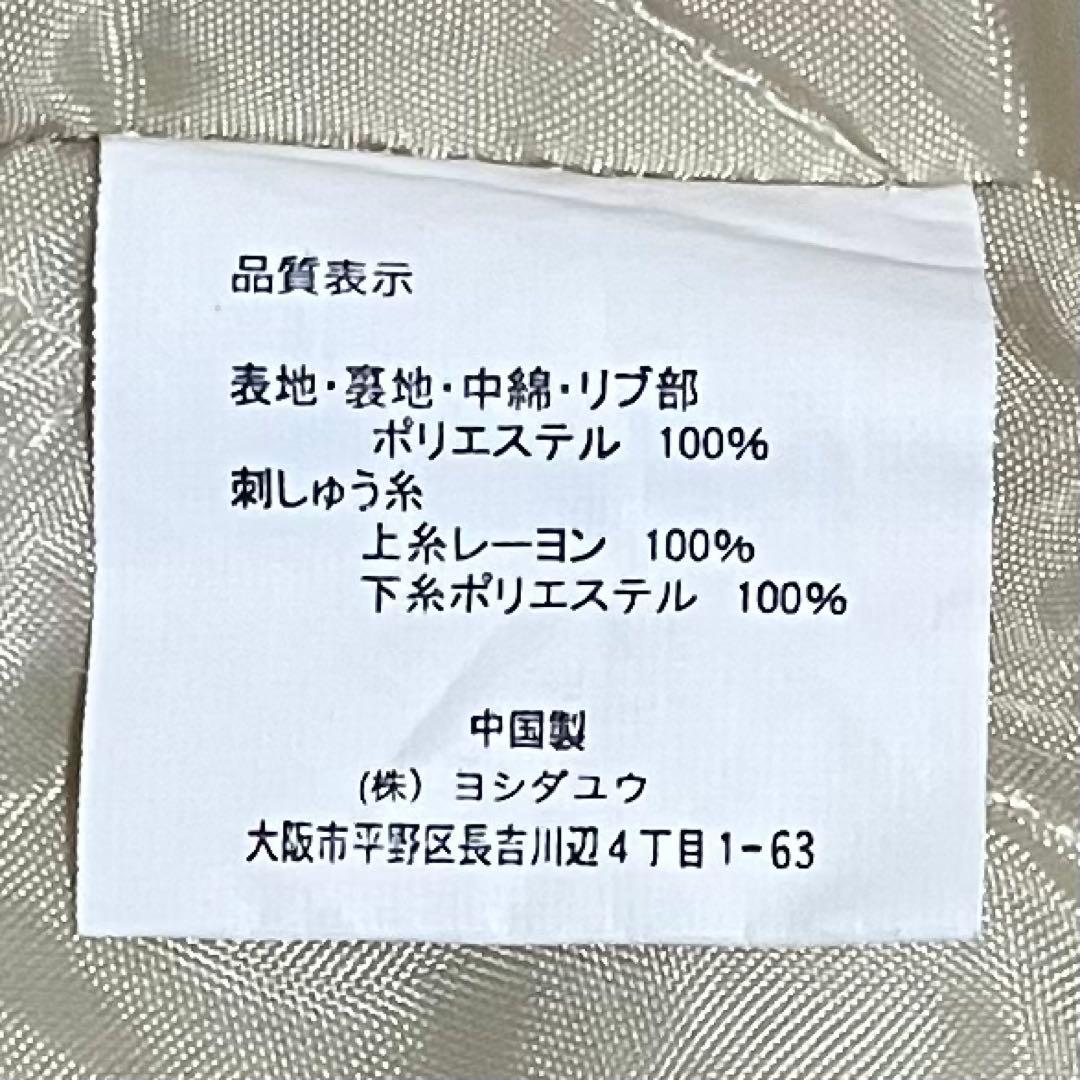 品質表示
表地・裏地・中綿・リブ部
ポリエステル 100%
刺しゅう糸
上糸レーヨン 100%
下糸ポリエステル 100%
中国製
(株) ヨシダユウ
大阪市平野区長吉川辺4丁目1-63